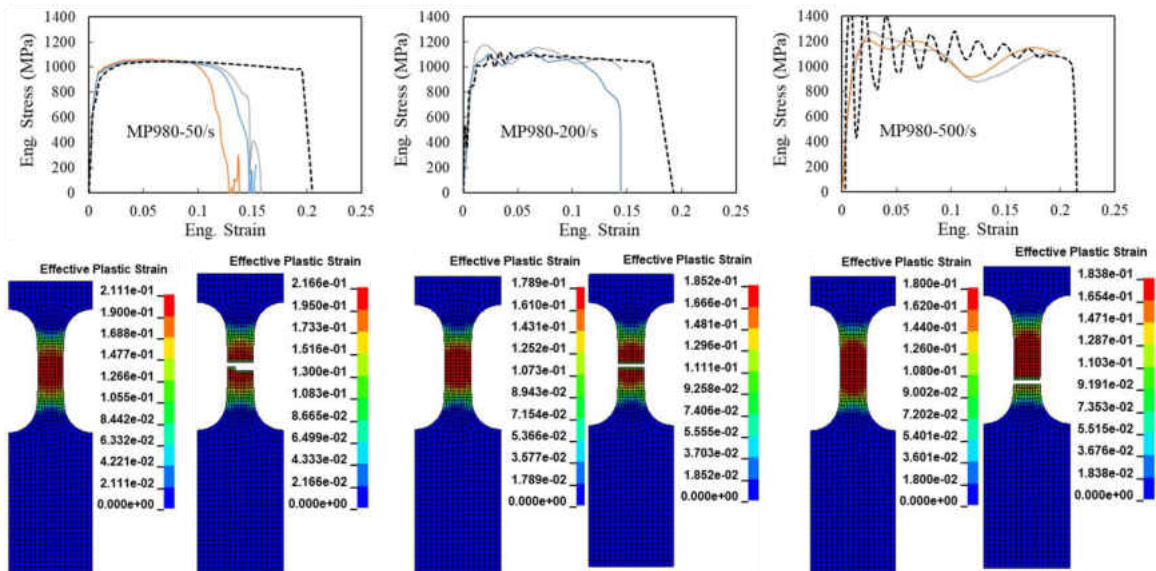 1400
1200
1000
800
600
400
200
0
Eng. Stress (MPa)
MP980-50/s
0 0.05 0.1 0.15 0.2 0.25
Eng. Strain
1400
1200
1000
800
600
400
200
0
Eng. Stress (MPa)
MP980-200/s
0 0.05 0.1 0.15 0.2 0.25
Eng. Strain
1400
1200
1000
800
600
400
200
0
Eng. Stress (MPa)
MP980-500/s
0 0.05 0.1 0.15 0.2 0.25
Eng. Strain
Effective Plastic Strain
2.111e-01
1.900e-01
1.688e-01
1.477e-01
1.266e-01
1.055e-01
8.442e-02
6.332e-02
4.221e-02
2.111e-02
0.000e+00
Effective Plastic Strain
2.166e-01
1.950e-01
1.733e-01
1.516e-01
1.300e-01
1.083e-01
8.665e-02
6.499e-02
4.333e-02
2.166e-02
0.000e+00
Effective Plastic Strain
1.789e-01
1.610e-01
1.431e-01
1.252e-01
1.073e-01
8.943e-02
7.154e-02
5.366e-02
3.577e-02
1.789e-02
0.000e+00
Effective Plastic Strain
1.852e-01
1.666e-01
1.481e-01
1.296e-01
1.111e-01
9.258e-02
7.406e-02
5.555e-02
3.703e-02
1.852e-02
0.000e+00
Effective Plastic Strain
1.800e-01
1.620e-01
1.440e-01
1.260e-01
1.080e-01
9.002e-02
7.202e-02
5.401e-02
3.601e-02
1.800e-02
0.000e+00
Effective Plastic Strain
1.838e-01
1.654e-01
1.471e-01
1.287e-01
1.103e-01
9.191e-02
7.353e-02
5.515e-02
3.676e-02
1.838e-02
0.000e+00